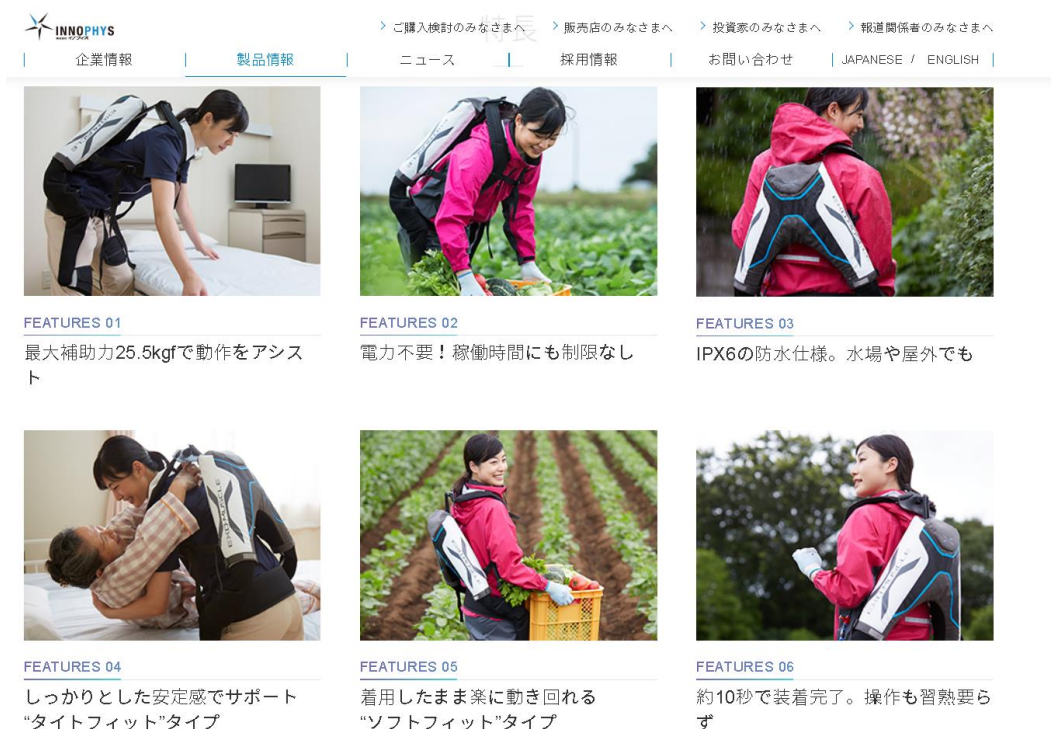 INNOPHYS
ご購入検討のみなさまへ 販売店のみなさまへ 投資家のみなさまへ 報道関係者のみなさまへ
特長
企業情報 製品情報 ニュース 採用情報 お問い合わせ JAPANESE / ENGLISH
FEATURES 01
最大補助力25.5kgfで動作をアシス
ト
FEATURES 02
電力不要!稼働時間にも制限なし
FEATURES 03
IPX6の防水仕様。水場や屋外でも
FEATURES 04
しっかりとした安定感でサポート
“タイトフィット”タイプ
FEATURES 05
着用したまま楽に動き回れる
“ソフトフィット”タイプ
FEATURES 06
約10秒で装着完了。操作も習熟要ら
ず